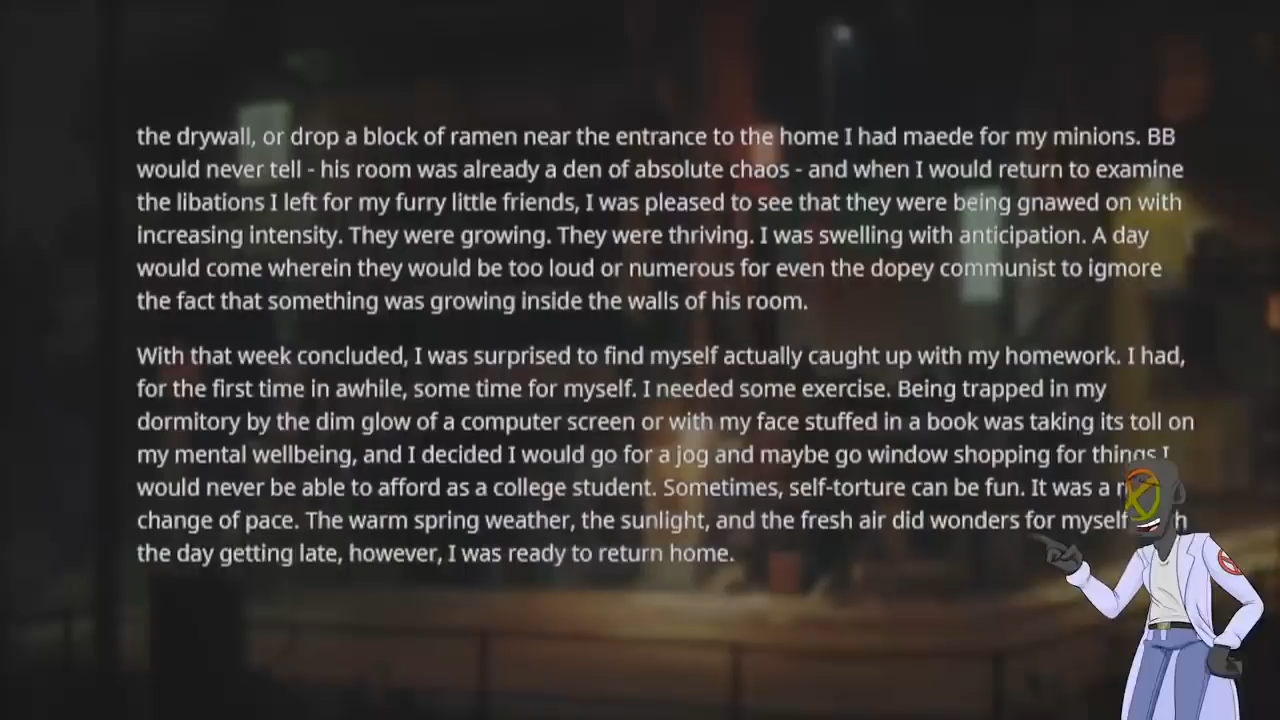 the drywall, or drop a block of ramen near the entrance to the home I had maede for my minions. BB
would never tell - his room was already a den of absolute chaos - and when I would return to examine
the libations I left for my furry little friends, I was pleased to see that they were being gnawed on with
increasing intensity. They were growing. They were thriving. I was swelling with anticipation. A day
would come wherein they would be too loud or numerous for even the dopey communist to igmore
the fact that something was growing inside the walls of his room.
With that week concluded, I was surprised to find myself actually caught up with my homework. I had,
for the first time in awhile, some time for myself. I needed some exercise. Being trapped in my
dormitory by the dim glow of a computer screen or with my face stuffed in a book was taking its toll on
my mental wellbeing, and I decided I would go for a jog and maybe go window shopping for things I
would never be able to afford as a college student. Sometimes, self-torture can be fun. It was a
change of pace. The warm spring weather, the sunlight, and the fresh air did wonders for myself
the day getting late, however, I was ready to return home.